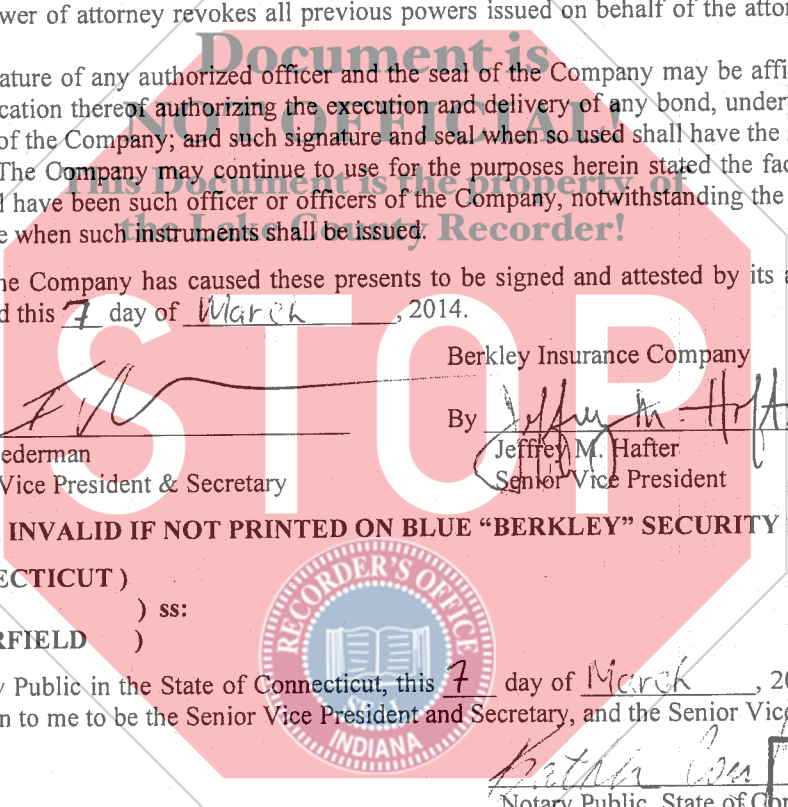 wer of attorney revokes all previous powers issued on behalf of the attor
Document is
ature of any authorized officer and the seal of the Company may be affi
NOT OFFICIAL!
cation thereof authorizing the execution and delivery of any bond, under
of the Company; and such signature and seal when so used shall have the
The Company may continue to use for the purposes herein stated the fac
This Document is the property of
d have been such officer or officers of the Company, notwithstanding the
the Lake County Recorder!
e when such instruments shall be issued.
he Company has caused these presents to be signed and attested by its a
d this 7 day of March, 2014.
STOP
Berkley Insurance Company
By Jeffrey M. Hafter
ederman
Jeffrey M. Hafter
Vice President & Secretary
Senior Vice President
INVALID IF NOT PRINTED ON BLUE “BERKLEY” SECURITY
ECTICUT )
) ss:
RFIELD )
RECORDER'S OFFICE
y Public in the State of Connecticut, this 7 day of March, 20
SEAL
n to me to be the Senior Vice President and Secretary, and the Senior Vic
INDIANA
Notary Public, State of Con